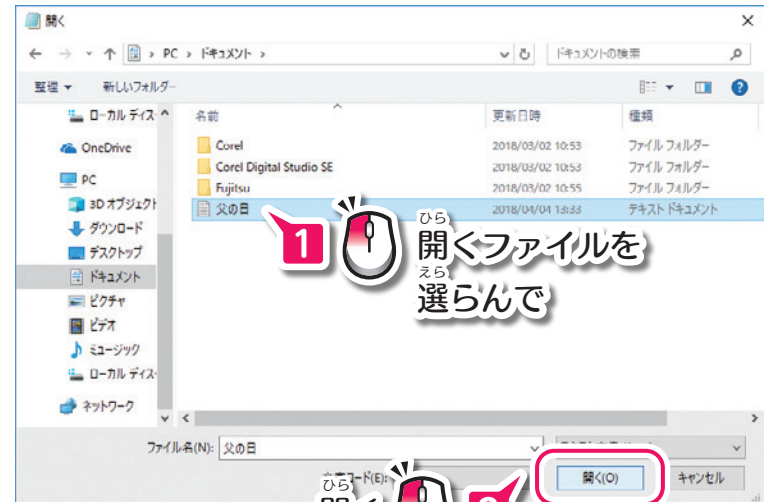 開く
PC › ドキュメント ›
ドキュメントの検索
整理 ▼ 新しいフォルダー
名前 更新日時 種類
Corel 2018/03/02 10:53 ファイル フォルダー
Corel Digital Studio SE 2018/03/02 10:53 ファイル フォルダー
Fujitsu 2018/03/02 10:55 ファイル フォルダー
父の日 2018/04/04 13:33 テキスト ドキュメント
ローカル ディス
OneDrive
PC
3D オブジェクト
ダウンロード
デスクトップ
ドキュメント
ピクチャ
ビデオ
ミュージック
ローカル ディス
ネットワーク
1
ひら
開くファイルを
えら
選らんで
ファイル名(N): 父の日
コード(E):
ひら
開く(O) キャンセル